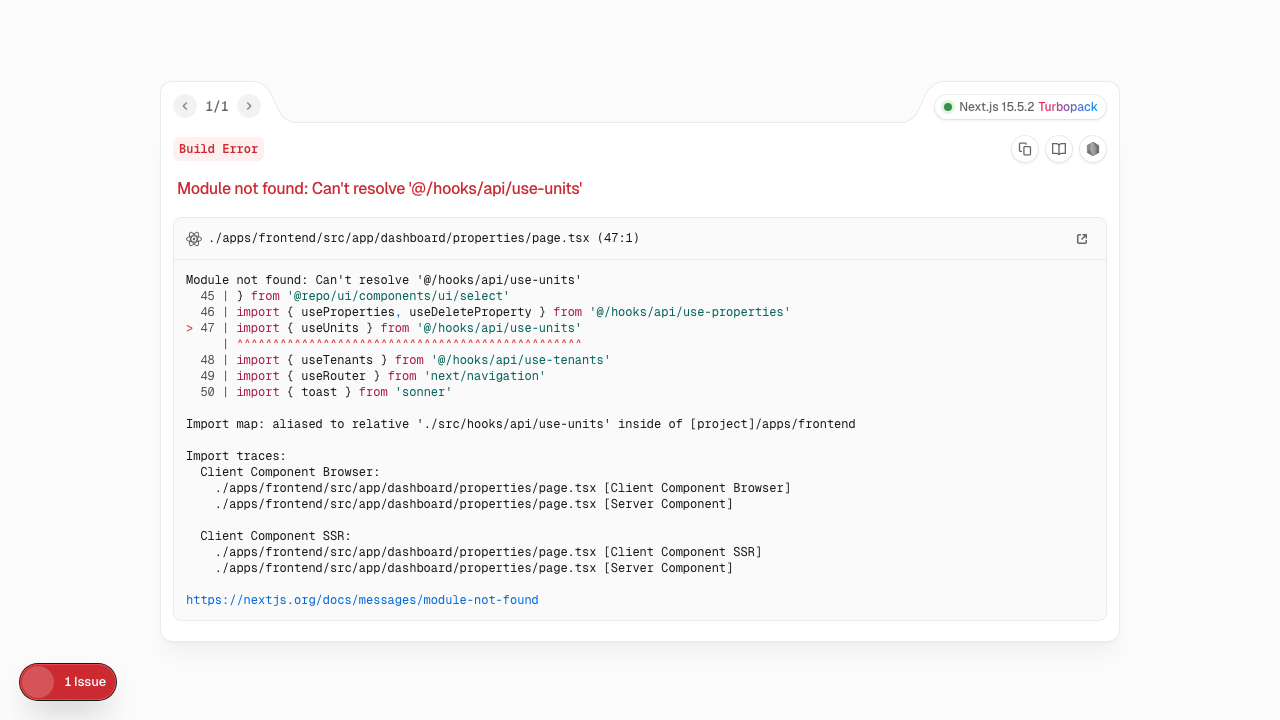 1/1
Next.js 15.5.2 Turbopack
Build Error
Module not found: Can't resolve '@/hooks/api/use-units'
./apps/frontend/src/app/dashboard/properties/page.tsx (47:1)
Module not found: Can't resolve '@/hooks/api/use-units'
  45 | } from '@repo/ui/components/ui/select'
  46 | import { useProperties, useDeleteProperty } from '@/hooks/api/use-properties'
> 47 | import { useUnits } from '@/hooks/api/use-units'
     | ^^^^^^^^^^^^^^^^^^^^^^^^^^^^^^^^^^^^^^^^^^^^^^^^
  48 | import { useTenants } from '@/hooks/api/use-tenants'
  49 | import { useRouter } from 'next/navigation'
  50 | import { toast } from 'sonner'
Import map: aliased to relative './src/hooks/api/use-units' inside of [project]/apps/frontend
Import traces:
  Client Component Browser:
    ./apps/frontend/src/app/dashboard/properties/page.tsx [Client Component Browser]
    ./apps/frontend/src/app/dashboard/properties/page.tsx [Server Component]
  Client Component SSR:
    ./apps/frontend/src/app/dashboard/properties/page.tsx [Client Component SSR]
    ./apps/frontend/src/app/dashboard/properties/page.tsx [Server Component]
https://nextjs.org/docs/messages/module-not-found
1 Issue